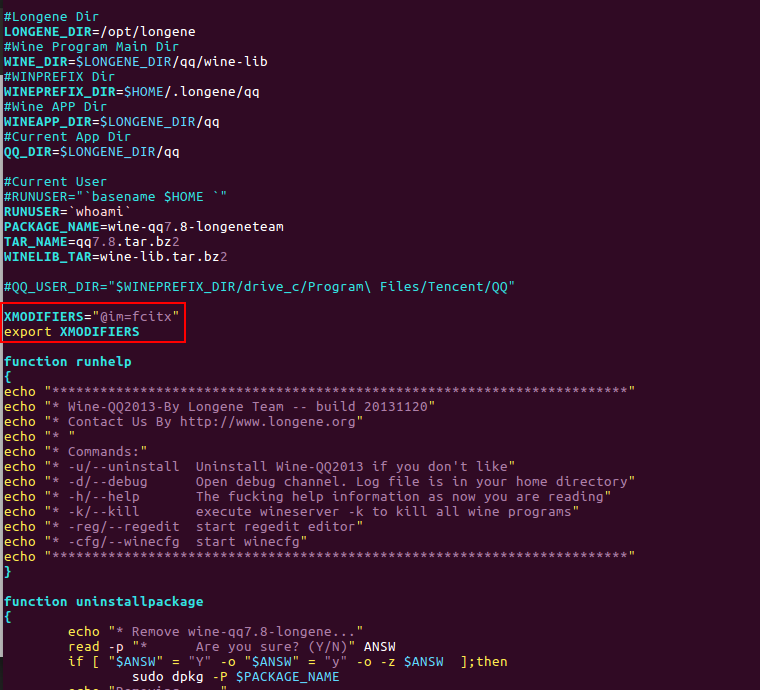 #Longene Dir
LONGENE_DIR=/opt/longene
#Wine Program Main Dir
WINE_DIR=$LONGENE_DIR/qq/wine-lib
#WINPREFIX Dir
WINEPREFIX_DIR=$HOME/.longene/qq
#Wine APP Dir
WINEAPP_DIR=$LONGENE_DIR/qq
#Current App Dir
QQ_DIR=$LONGENE_DIR/qq

#Current User
#RUNUSER="`basename $HOME `"
RUNUSER=`whoami`
PACKAGE_NAME=wine-qq7.8-longeneteam
TAR_NAME=qq7.8.tar.bz2
WINELIB_TAR=wine-lib.tar.bz2

#QQ_USER_DIR="$WINEPREFIX_DIR/drive_c/Program\ Files/Tencent/QQ"

XMODIFIERS="@im=fcitx"
export XMODIFIERS

function runhelp
{
echo "************************************************************************"
echo "* Wine-QQ2013-By Longene Team -- build 20131120"
echo "* Contact Us By http://www.longene.org"
echo "* "
echo "* Commands:"
echo "* -u/--uninstall  Uninstall Wine-QQ2013 if you don't like"
echo "* -d/--debug      Open debug channel. Log file is in your home directory"
echo "* -h/--help       The fucking help information as now you are reading"
echo "* -k/--kill       execute wineserver -k to kill all wine programs"
echo "* -reg/--regedit  start regedit editor"
echo "* -cfg/--winecfg  start winecfg"
echo "************************************************************************"
}

function uninstallpackage
{
        echo "* Remove wine-qq7.8-longene..."
        read -p "*      Are you sure? (Y/N)" ANSW
        if [ "$ANSW" = "Y" -o "$ANSW" = "y" -o -z $ANSW  ];then
                sudo dpkg -P $PACKAGE_NAME